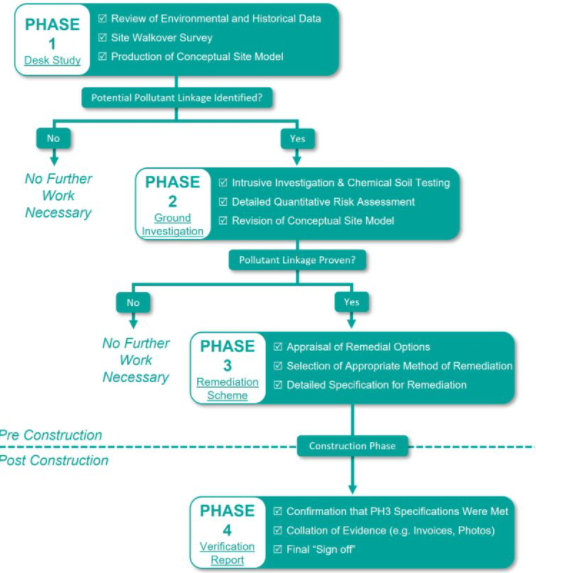 PHASE
1
Desk Study
☑ Review of Environmental and Historical Data
☑ Site Walkover Survey
☑ Production of Conceptual Site Model
Potential Pollutant Linkage Identified?
No
Yes
No Further
Work
Necessary
PHASE
2
Ground
Investigation
☑ Intrusive Investigation & Chemical Soil Testing
☑ Detailed Quantitative Risk Assessment
☑ Revision of Conceptual Site Model
Pollutant Linkage Proven?
No
Yes
No Further
Work
Necessary
PHASE
3
Remediation
Scheme
☑ Appraisal of Remedial Options
☑ Selection of Appropriate Method of Remediation
☑ Detailed Specification for Remediation
Pre Construction
Construction Phase
Post Construction
PHASE
4
Verification
Report
☑ Confirmation that PH3 Specifications Were Met
☑ Collation of Evidence (e.g. Invoices, Photos)
☑ Final “Sign off”